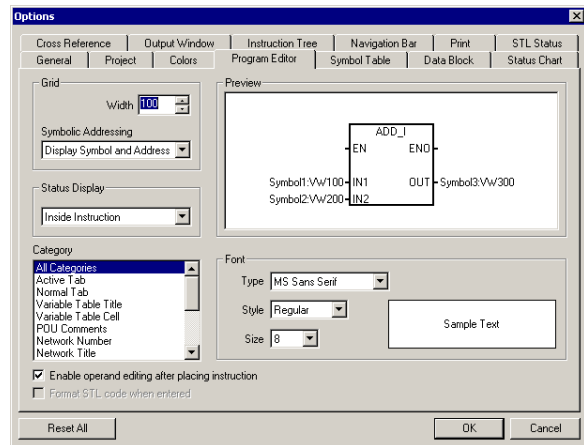 Options
Cross Reference Output Window Instruction Tree Navigation Bar Print STL Status
General Project Colors Program Editor Symbol Table Data Block Status Chart
Grid
Width 100
Symbolic Addressing
Display Symbol and Address
Status Display
Inside Instruction
Category
All Categories
Active Tab
Normal Tab
Variable Table Title
Variable Table Cell
POU Comments
Network Number
Network Title
Preview
ADD_I
EN ENO
Symbol1:VW100 IN1 OUT Symbol3:VW300
Symbol2:VW200 IN2
Font
Type MS Sans Serif
Style Regular
Size 8
Sample Text
Enable operand editing after placing instruction
Format STL code when entered
Reset All OK Cancel